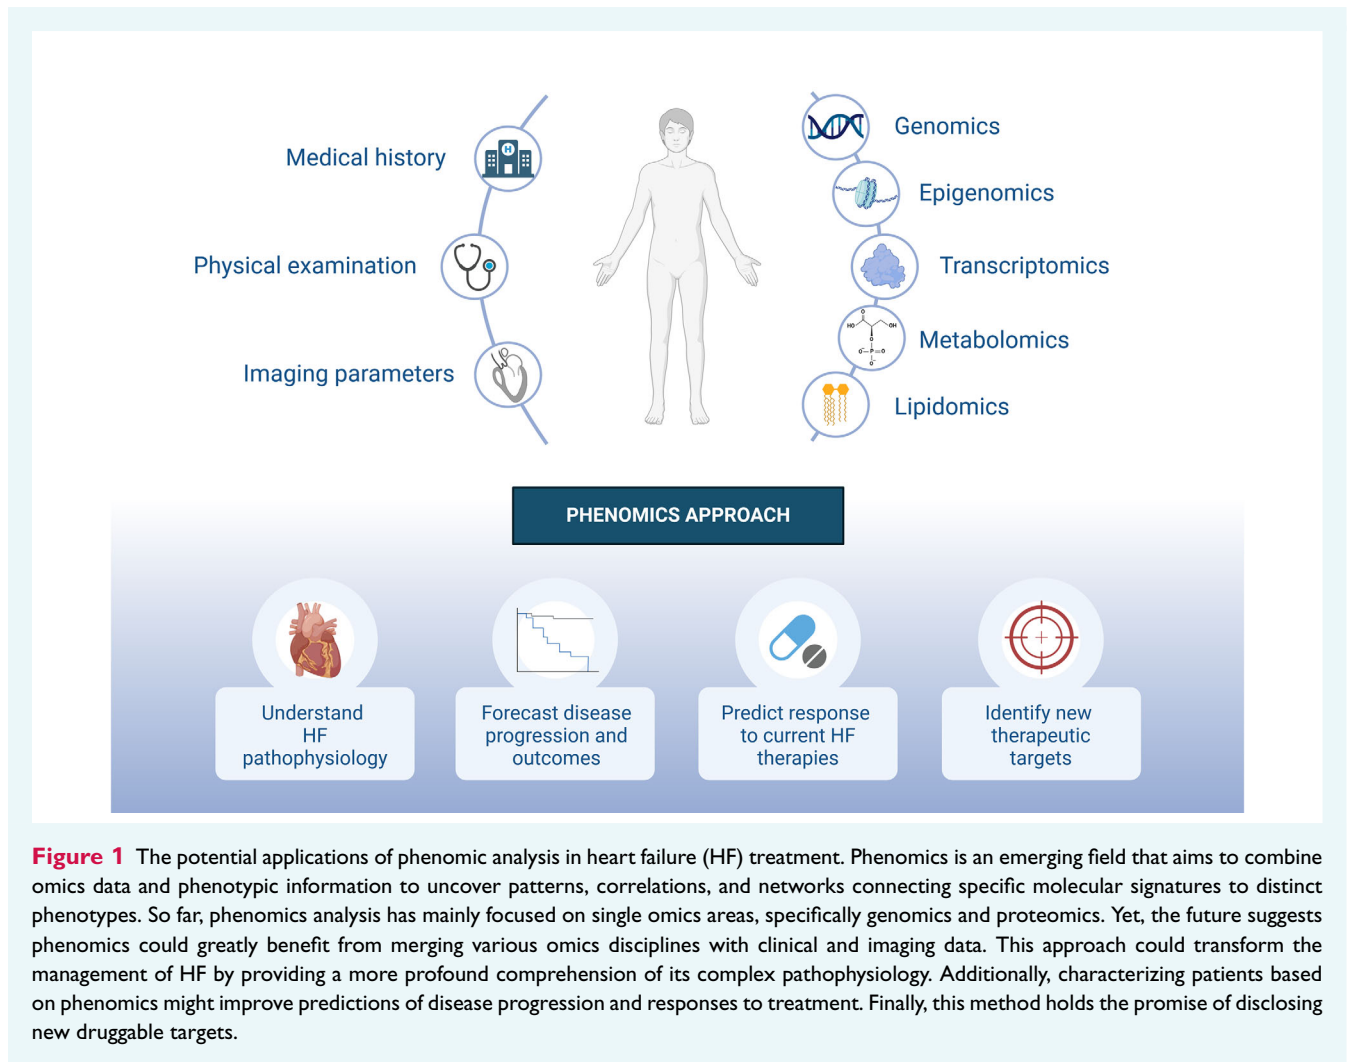 Medical history
Physical examination
Imaging parameters
H
Genomics
Epigenomics
Transcriptomics
Metabolomics
Lipidomics
O
HO
OH
O
O⁻
P
O
O⁻
PHENOMICS APPROACH
Understand
HF
pathophysiology
Forecast disease
progression and
outcomes
Predict response
to current HF
therapies
Identify new
therapeutic
targets
Figure 1 The potential applications of phenomic analysis in heart failure (HF) treatment. Phenomics is an emerging field that aims to combine
omics data and phenotypic information to uncover patterns, correlations, and networks connecting specific molecular signatures to distinct
phenotypes. So far, phenomics analysis has mainly focused on single omics areas, specifically genomics and proteomics. Yet, the future suggests
phenomics could greatly benefit from merging various omics disciplines with clinical and imaging data. This approach could transform the
management of HF by providing a more profound comprehension of its complex pathophysiology. Additionally, characterizing patients based
on phenomics might improve predictions of disease progression and responses to treatment. Finally, this method holds the promise of disclosing
new druggable targets.